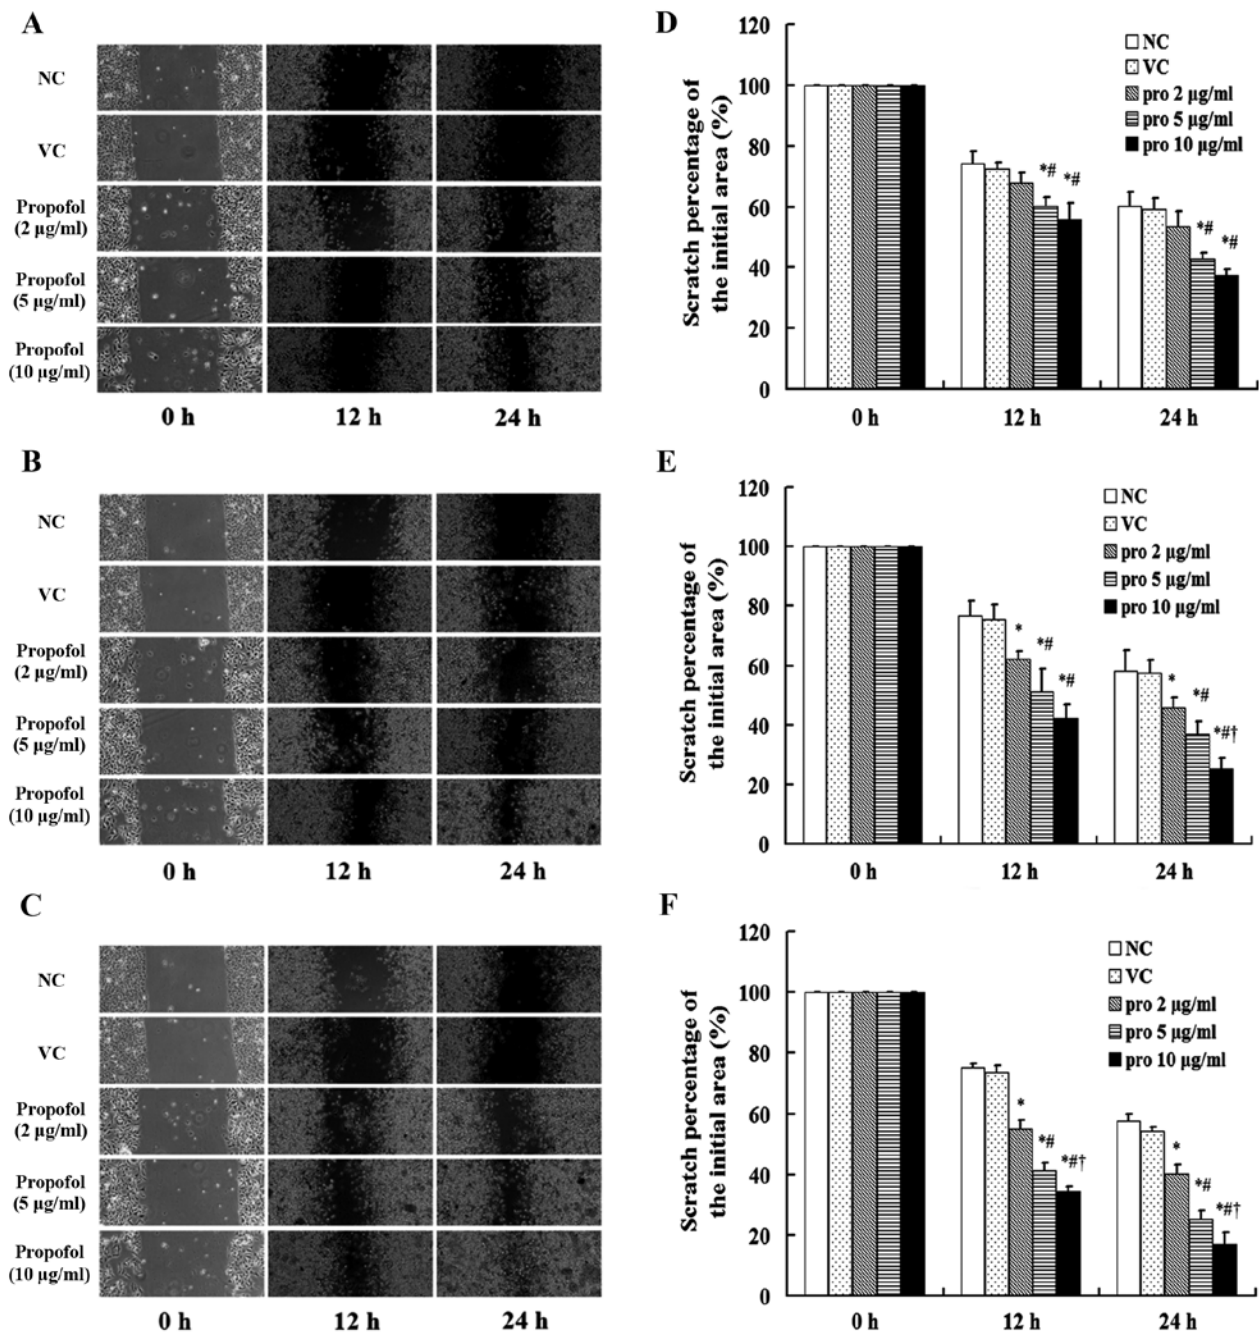 A
NC
VC
Propofol
(2 μg/ml)
Propofol
(5 μg/ml)
Propofol
(10 μg/ml)
0 h
12 h
24 h
D
Scratch percentage of
the initial area (%)
120
100
80
60
40
20
0
NC
VC
pro 2 μg/ml
pro 5 μg/ml
pro 10 μg/ml
*#
*#
*#
*#
0 h
12 h
24 h
B
NC
VC
Propofol
(2 μg/ml)
Propofol
(5 μg/ml)
Propofol
(10 μg/ml)
0 h
12 h
24 h
E
Scratch percentage of
the initial area (%)
120
100
80
60
40
20
0
NC
VC
pro 2 μg/ml
pro 5 μg/ml
pro 10 μg/ml
*
*#
*#
*
*#
*#†
0 h
12 h
24 h
C
NC
VC
Propofol
(2 μg/ml)
Propofol
(5 μg/ml)
Propofol
(10 μg/ml)
0 h
12 h
24 h
F
Scratch percentage of
the initial area (%)
120
100
80
60
40
20
0
NC
VC
pro 2 μg/ml
pro 5 μg/ml
pro 10 μg/ml
*
*#
*#†
*
*#
*#†
0 h
12 h
24 h